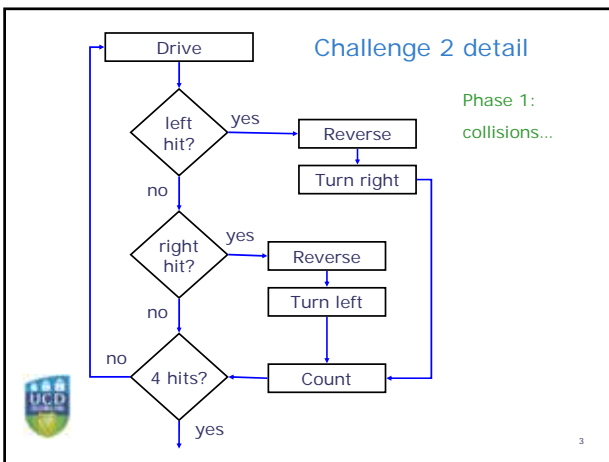 Drive
Challenge 2 detail
Phase 1:
collisions...
left
hit?
yes
Reverse
Turn right
no
right
hit?
yes
Reverse
Turn left
no
no
4 hits?
Count
yes
UCD
3